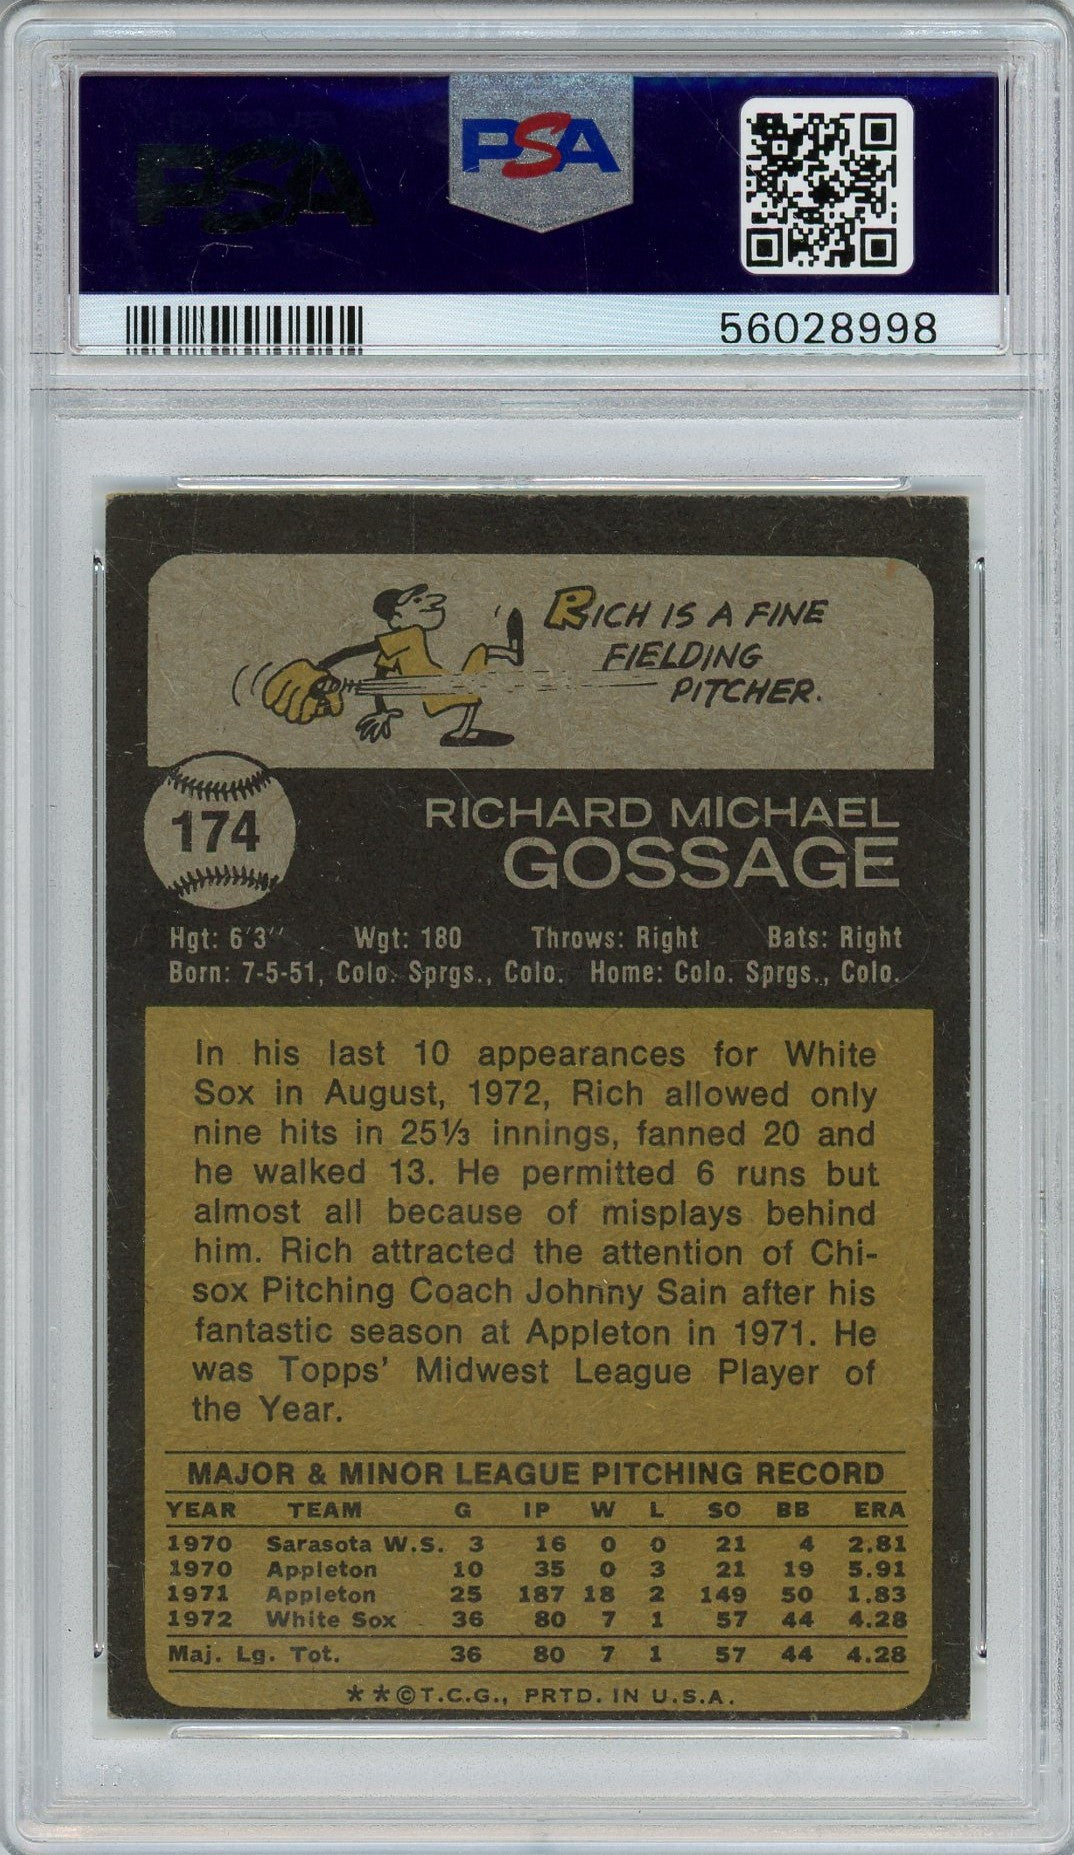 PSA
PSA
56028998
RICH IS A FINE
FIELDING
PITCHER.
174
RICHARD MICHAEL
GOSSAGE
Hgt: 6'3" Wgt: 180 Throws: Right Bats: Right
Born: 7-5-51, Colo. Sprgs., Colo. Home: Colo. Sprgs., Colo.
In his last 10 appearances for White
Sox in August, 1972, Rich allowed only
nine hits in 25⅓ innings, fanned 20 and
he walked 13. He permitted 6 runs but
almost all because of misplays behind
him. Rich attracted the attention of Chi-
sox Pitching Coach Johnny Sain after his
fantastic season at Appleton in 1971. He
was Topps' Midwest League Player of
the Year.
MAJOR & MINOR LEAGUE PITCHING RECORD
YEAR TEAM G IP W L SO BB ERA
1970 Sarasota W.S. 3 16 0 0 21 4 2.81
1970 Appleton 10 35 0 3 21 19 5.91
1971 Appleton 25 187 18 2 149 50 1.83
1972 White Sox 36 80 7 1 57 44 4.28
Maj. Lg. Tot. 36 80 7 1 57 44 4.28
**©T.C.G., PRTD. IN U.S.A.